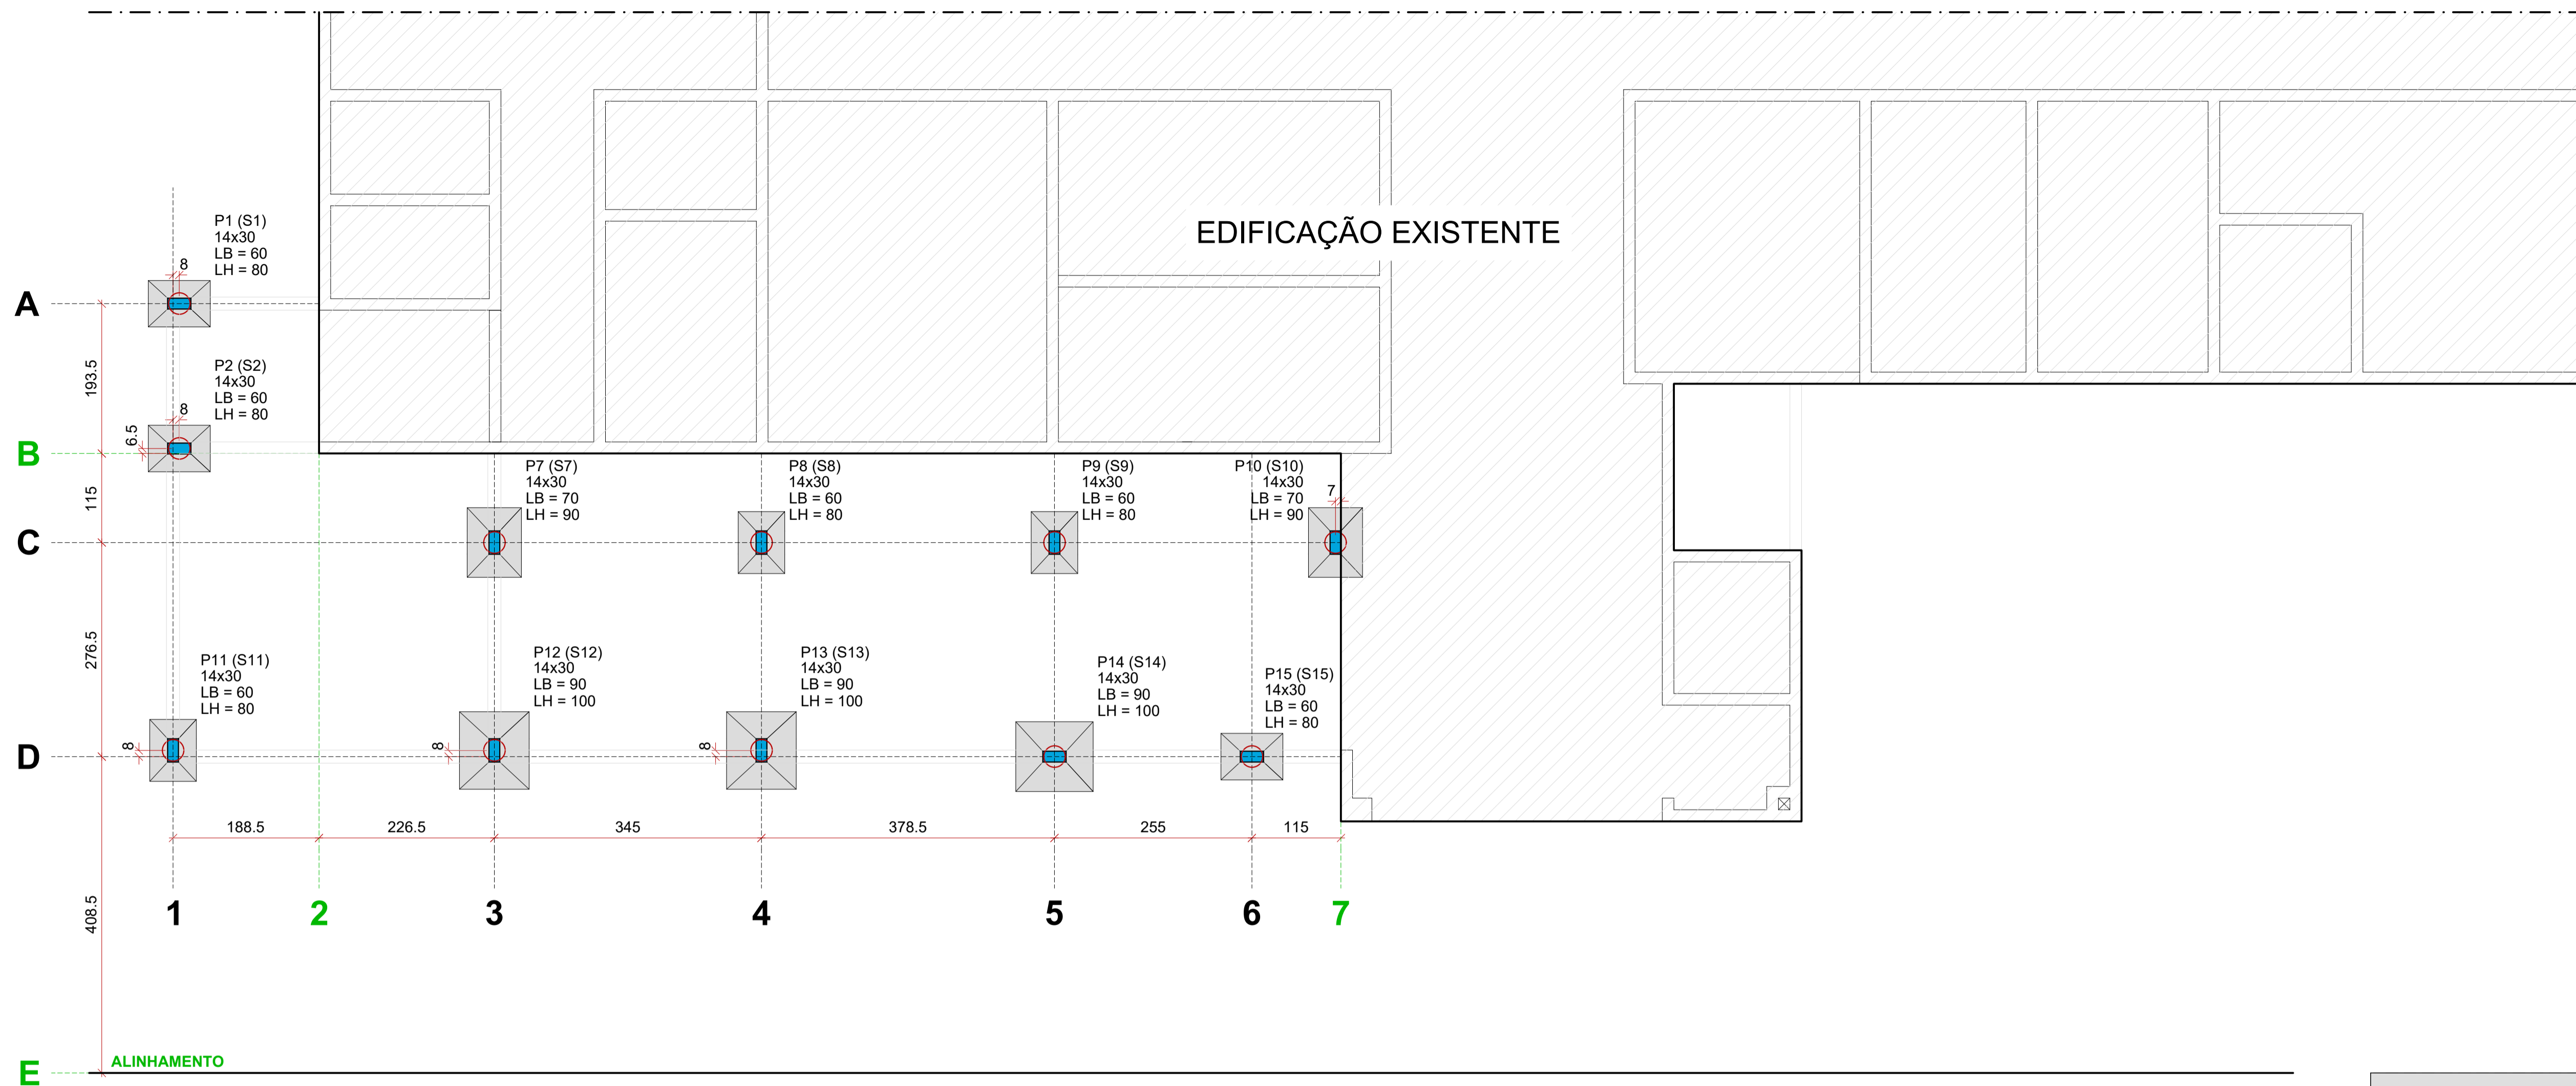 EDIFICAÇÃO EXISTENTE
P1 (S1)
14x30
LB = 60
LH = 80
8
A
193.5
P2 (S2)
14x30
LB = 60
LH = 80
8
6.5
B
115
P7 (S7)
14x30
LB = 70
LH = 90
P8 (S8)
14x30
LB = 60
LH = 80
P9 (S9)
14x30
LB = 60
LH = 80
P10 (S10)
14x30
LB = 70
LH = 90
7
C
276.5
P11 (S11)
14x30
LB = 60
LH = 80
8
P12 (S12)
14x30
LB = 90
LH = 100
8
P13 (S13)
14x30
LB = 90
LH = 100
8
P14 (S14)
14x30
LB = 90
LH = 100
P15 (S15)
14x30
LB = 60
LH = 80
D
188.5
226.5
345
378.5
255
115
408.5
1
2
3
4
5
6
7
ALINHAMENTO
E